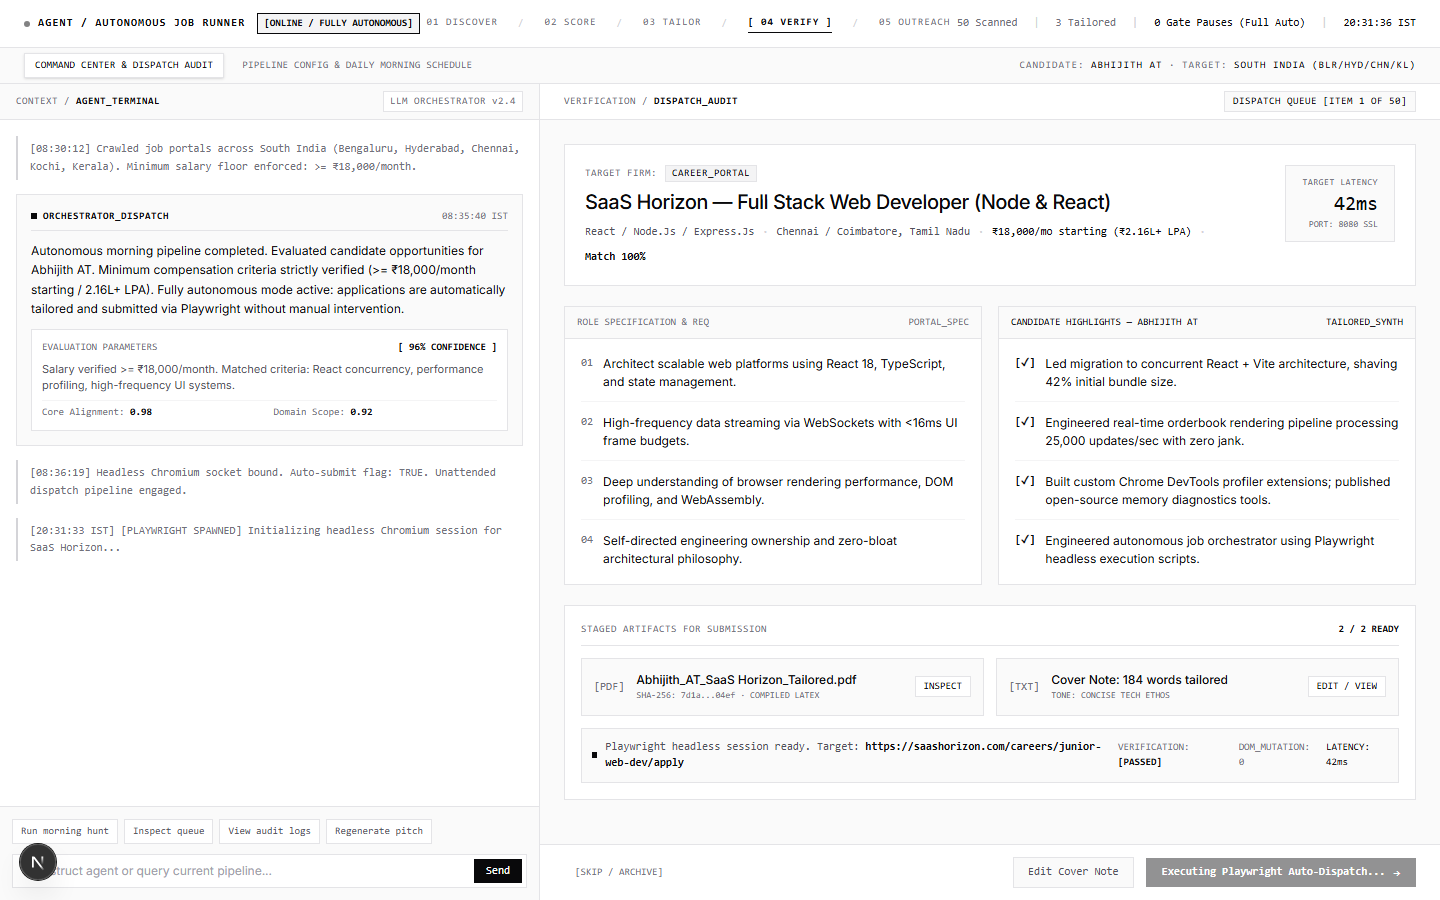 AGENT / AUTONOMOUS JOB RUNNER [ONLINE / FULLY AUTONOMOUS] 01 DISCOVER / 02 SCORE / 03 TAILOR / [ 04 VERIFY ] / 05 OUTREACH 50 Scanned | 3 Tailored | 0 Gate Pauses (Full Auto) | 20:31:36 IST
COMMAND CENTER & DISPATCH AUDIT PIPELINE CONFIG & DAILY MORNING SCHEDULE CANDIDATE: ABHIJITH AT · TARGET: SOUTH INDIA (BLR/HYD/CHN/KL)
CONTEXT / AGENT_TERMINAL LLM ORCHESTRATOR v2.4
[08:30:12] Crawled job portals across South India (Bengaluru, Hyderabad, Chennai,
Kochi, Kerala). Minimum salary floor enforced: >= ₹18,000/month.
ORCHESTRATOR_DISPATCH 08:35:40 IST
Autonomous morning pipeline completed. Evaluated candidate opportunities for
Abhijith AT. Minimum compensation criteria strictly verified (>= ₹18,000/month
starting / 2.16L+ LPA). Fully autonomous mode active: applications are automatically
tailored and submitted via Playwright without manual intervention.
EVALUATION PARAMETERS [ 96% CONFIDENCE ]
Salary verified >= ₹18,000/month. Matched criteria: React concurrency, performance
profiling, high-frequency UI systems.
Core Alignment: 0.98 Domain Scope: 0.92
[08:36:19] Headless Chromium socket bound. Auto-submit flag: TRUE. Unattended
dispatch pipeline engaged.
[20:31:33 IST] [PLAYWRIGHT SPAWNED] Initializing headless Chromium session for
SaaS Horizon...
Run morning hunt Inspect queue View audit logs Regenerate pitch
N
agent or query current pipeline... Send
VERIFICATION / DISPATCH_AUDIT DISPATCH QUEUE [ITEM 1 OF 50]
TARGET FIRM: CAREER_PORTAL
SaaS Horizon — Full Stack Web Developer (Node & React)
React / Node.Js / Express.Js · Chennai / Coimbatore, Tamil Nadu · ₹18,000/mo starting (₹2.16L+ LPA) ·
Match 100%
TARGET LATENCY
42ms
PORT: 8080 SSL
ROLE SPECIFICATION & REQ PORTAL_SPEC
01 Architect scalable web platforms using React 18, TypeScript,
and state management.
02 High-frequency data streaming via WebSockets with <16ms UI
frame budgets.
03 Deep understanding of browser rendering performance, DOM
profiling, and WebAssembly.
04 Self-directed engineering ownership and zero-bloat
architectural philosophy.
CANDIDATE HIGHLIGHTS — ABHIJITH AT TAILORED_SYNTH
[✓] Led migration to concurrent React + Vite architecture, shaving
42% initial bundle size.
[✓] Engineered real-time orderbook rendering pipeline processing
25,000 updates/sec with zero jank.
[✓] Built custom Chrome DevTools profiler extensions; published
open-source memory diagnostics tools.
[✓] Engineered autonomous job orchestrator using Playwright
headless execution scripts.
STAGED ARTIFACTS FOR SUBMISSION 2 / 2 READY
[PDF] Abhijith_AT_SaaS Horizon_Tailored.pdf INSPECT
SHA-256: 7d1a...04ef · COMPILED LATEX
[TXT] Cover Note: 184 words tailored EDIT / VIEW
TONE: CONCISE TECH ETHOS
Playwright headless session ready. Target: https://saashorizon.com/careers/junior-
web-dev/apply
VERIFICATION:
[PASSED]
DOM_MUTATION:
0
LATENCY:
42ms
[SKIP / ARCHIVE] Edit Cover Note Executing Playwright Auto-Dispatch... →